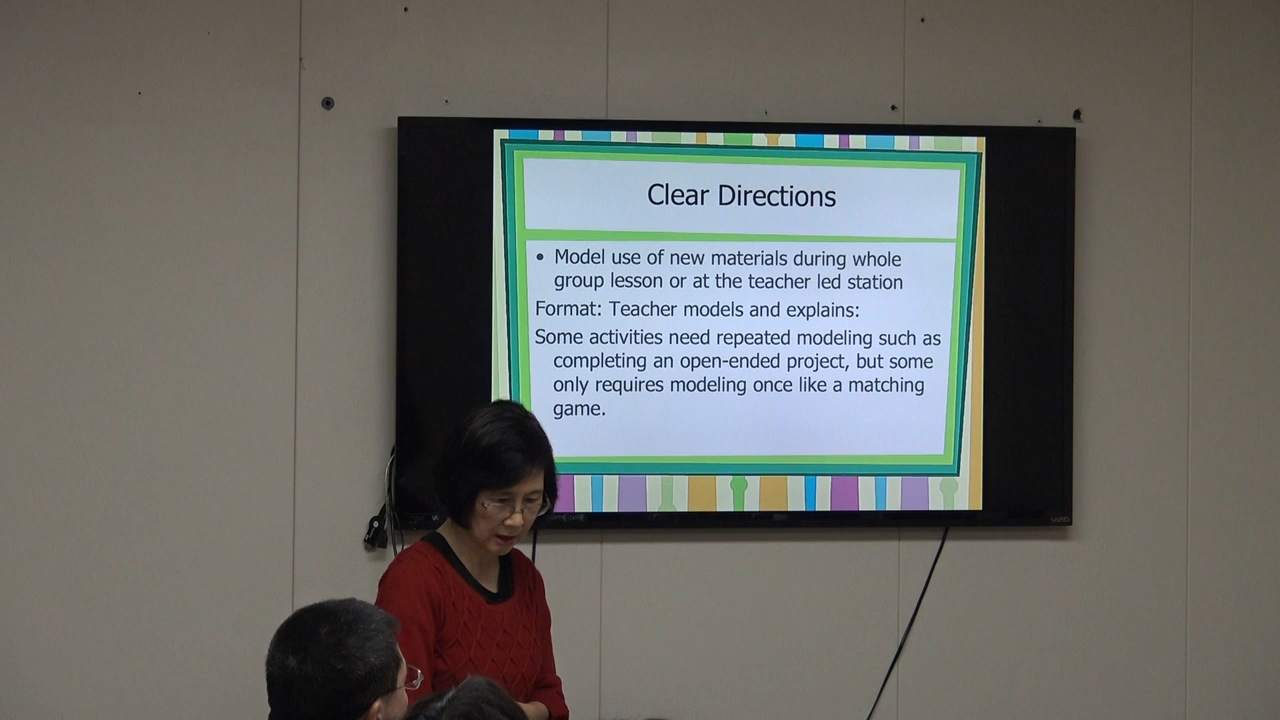 Clear Directions
• Model use of new materials during whole
group lesson or at the teacher led station
Format: Teacher models and explains:
Some activities need repeated modeling such as
completing an open-ended project, but some
only requires modeling once like a matching
game.
VIZIO